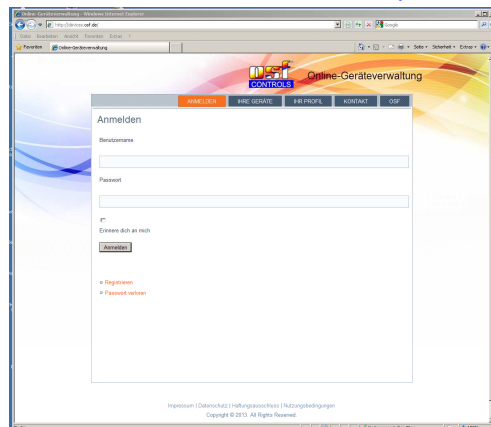 Online-Geräteverwaltung - Windows Internet Explorer
http://devices.osf.de/
Google
Datei Bearbeiten Ansicht Favoriten Extras ?
Favoriten Online-Geräteverwaltung
Seite Sicherheit Extras
osf
CONTROLS
Online-Geräteverwaltung
ANMELDEN IHRE GERÄTE IHR PROFIL KONTAKT OSF
Anmelden
Benutzername
Passwort
Erinnere dich an mich
Anmelden
Registrieren
Passwort verloren
Impressum | Datenschutz | Haftungsausschluss | Nutzungsbedingungen
Copyright © 2013. All Rights Reserved.